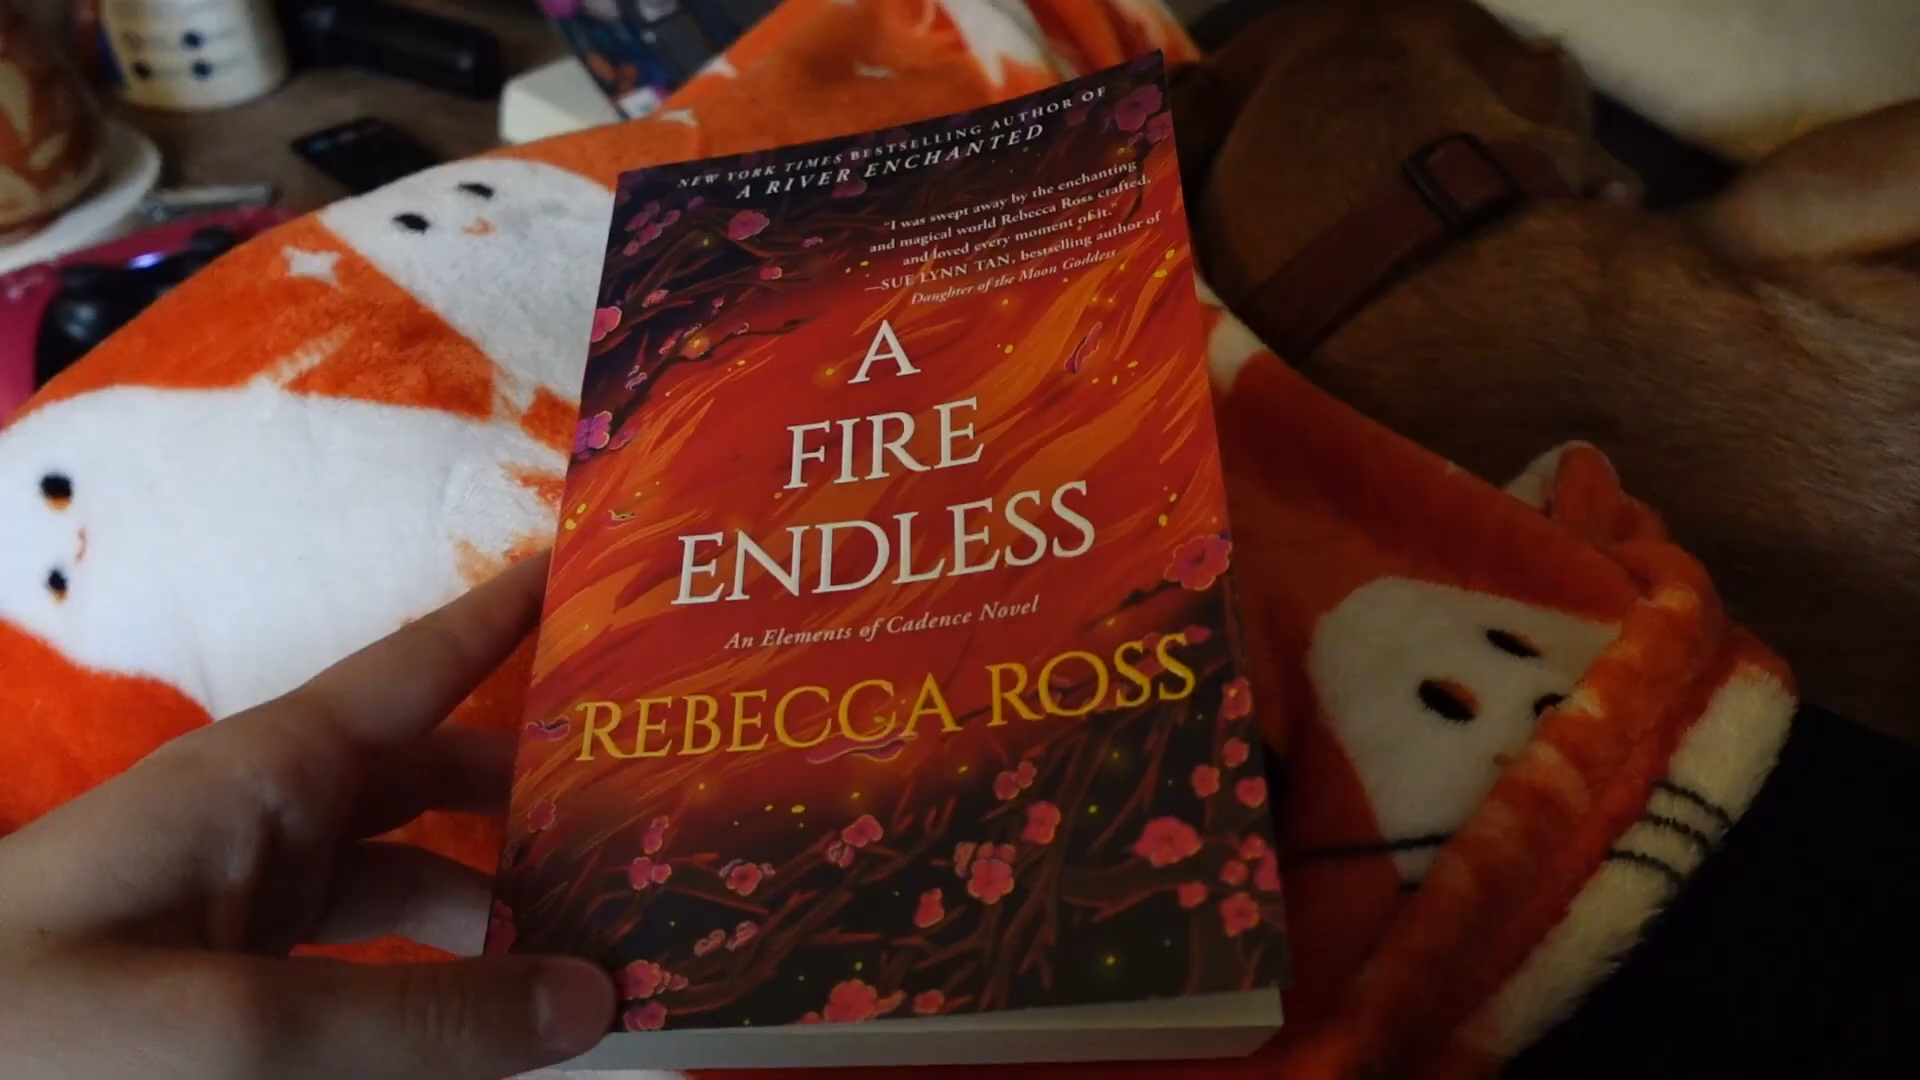 NEW YORK TIMES BESTSELLING AUTHOR OF
A RIVER ENCHANTED
"I was swept away by the enchanting
and magical world Rebecca Ross crafted,
and loved every moment of it."
—SUE LYNN TAN, bestselling author of
Daughter of the Moon Goddess
A
FIRE
ENDLESS
An Elements of Cadence Novel
REBECCA ROSS